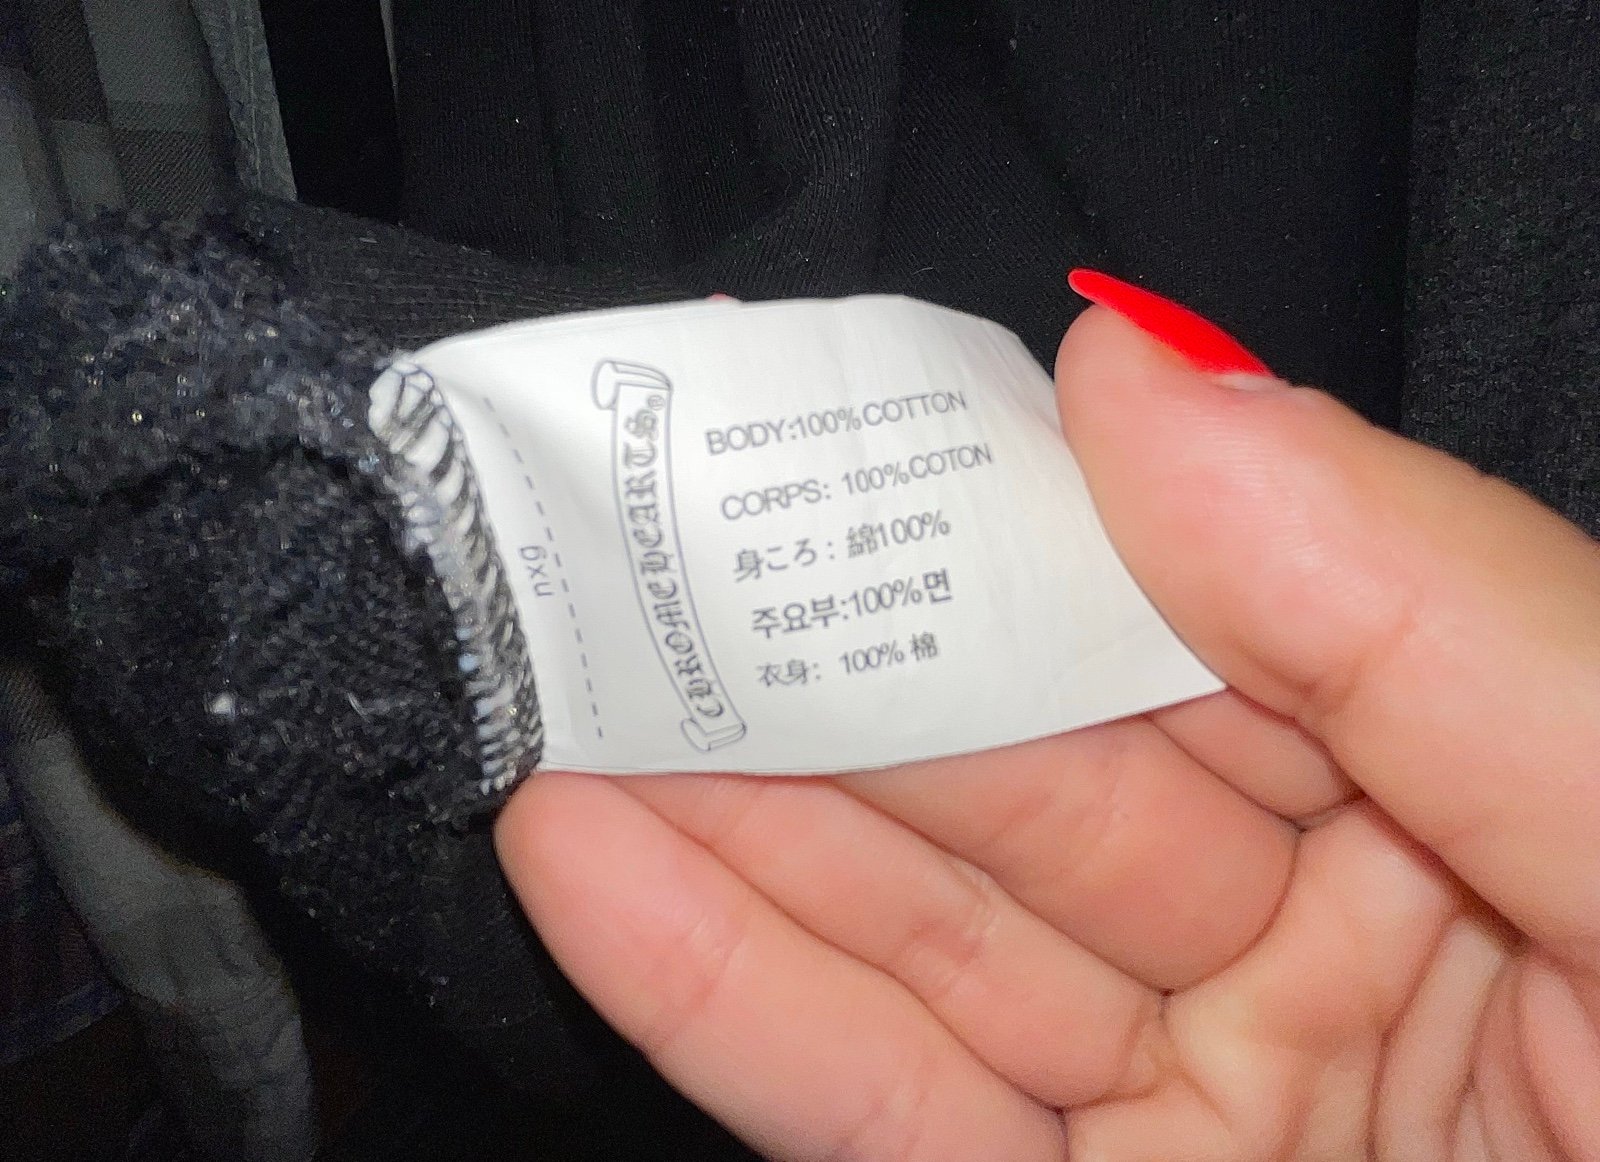 CHROME HEARTS®
BODY:100%COTTON
CORPS: 100%COTON
身ころ : 綿100%
주요부:100%면
衣身: 100% 棉